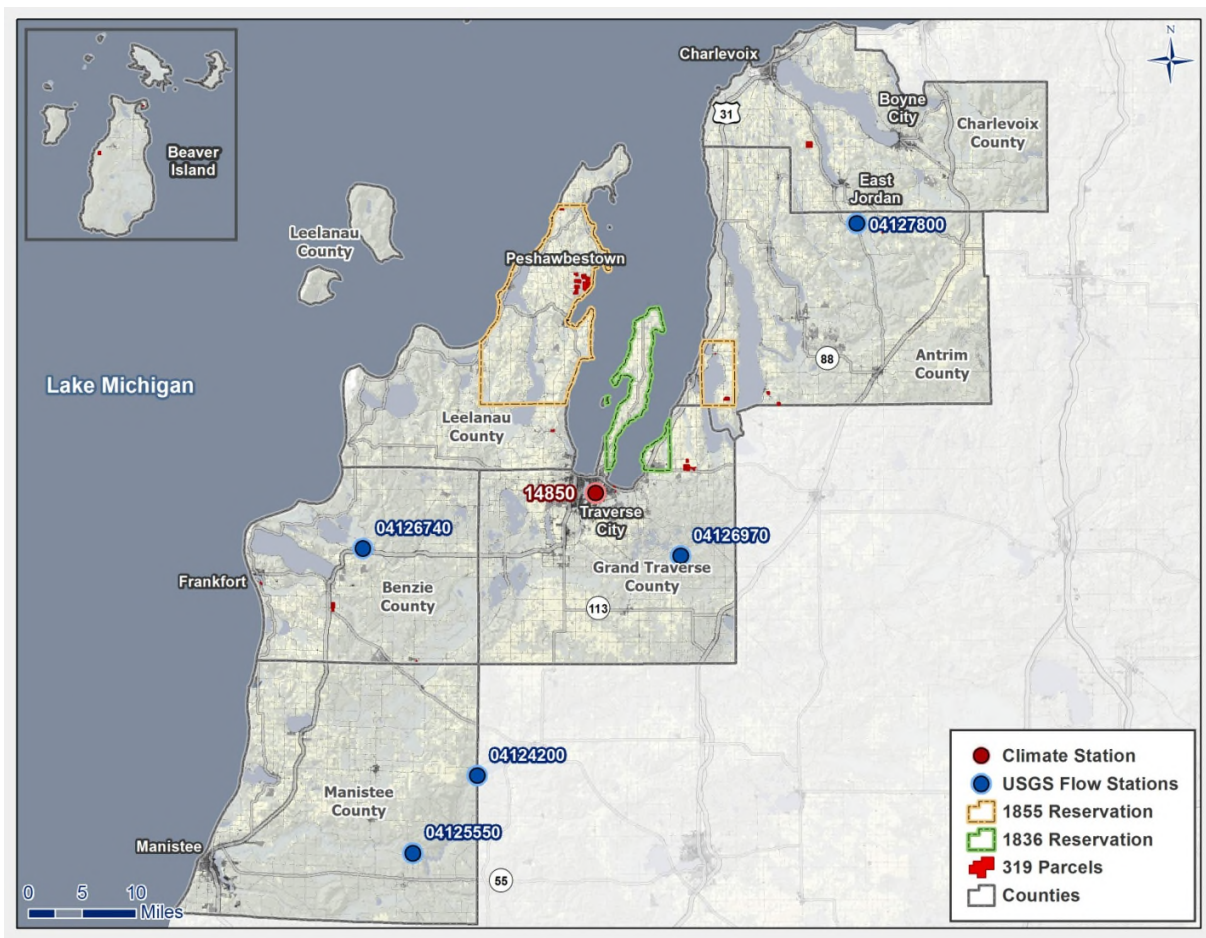 N
Charlevoix
31
Boyne
City
Charlevoix
County
Beaver
Island
East
Jordan
04127800
Leelanau
County
Peshawbestown
88
Antrim
County
Lake Michigan
Leelanau
County
14850
Traverse
City
04126740
04126970
Grand Traverse
County
Frankfort
Benzie
County
113
04124200
Manistee
County
04125550
Manistee
55
0 5 10
Miles
Climate Station
USGS Flow Stations
1855 Reservation
1836 Reservation
319 Parcels
Counties